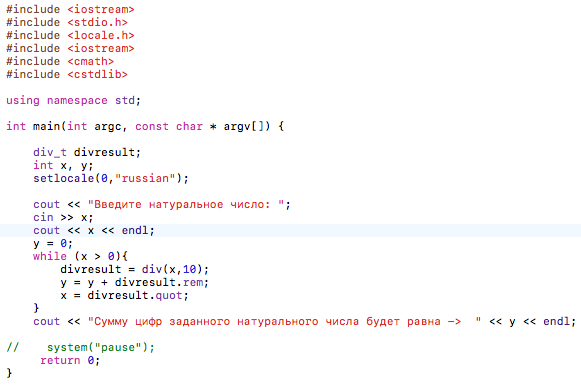 #include <iostream>
#include <stdio.h>
#include <locale.h>
#include <iostream>
#include <cmath>
#include <cstdlib>
using namespace std;
int main(int argc, const char * argv[]) {
div_t divresult;
int x, y;
setlocale(0,"russian");
cout << "Введите натуральное число: ";
cin >> x;
cout << x << endl;
y = 0;
while (x > 0){
divresult = div(x,10);
y = y + divresult.rem;
x = divresult.quot;
}
cout << "Сумму цифр заданного натурального числа будет равна —>  " << y << endl;
//    system("pause");
return 0;
}